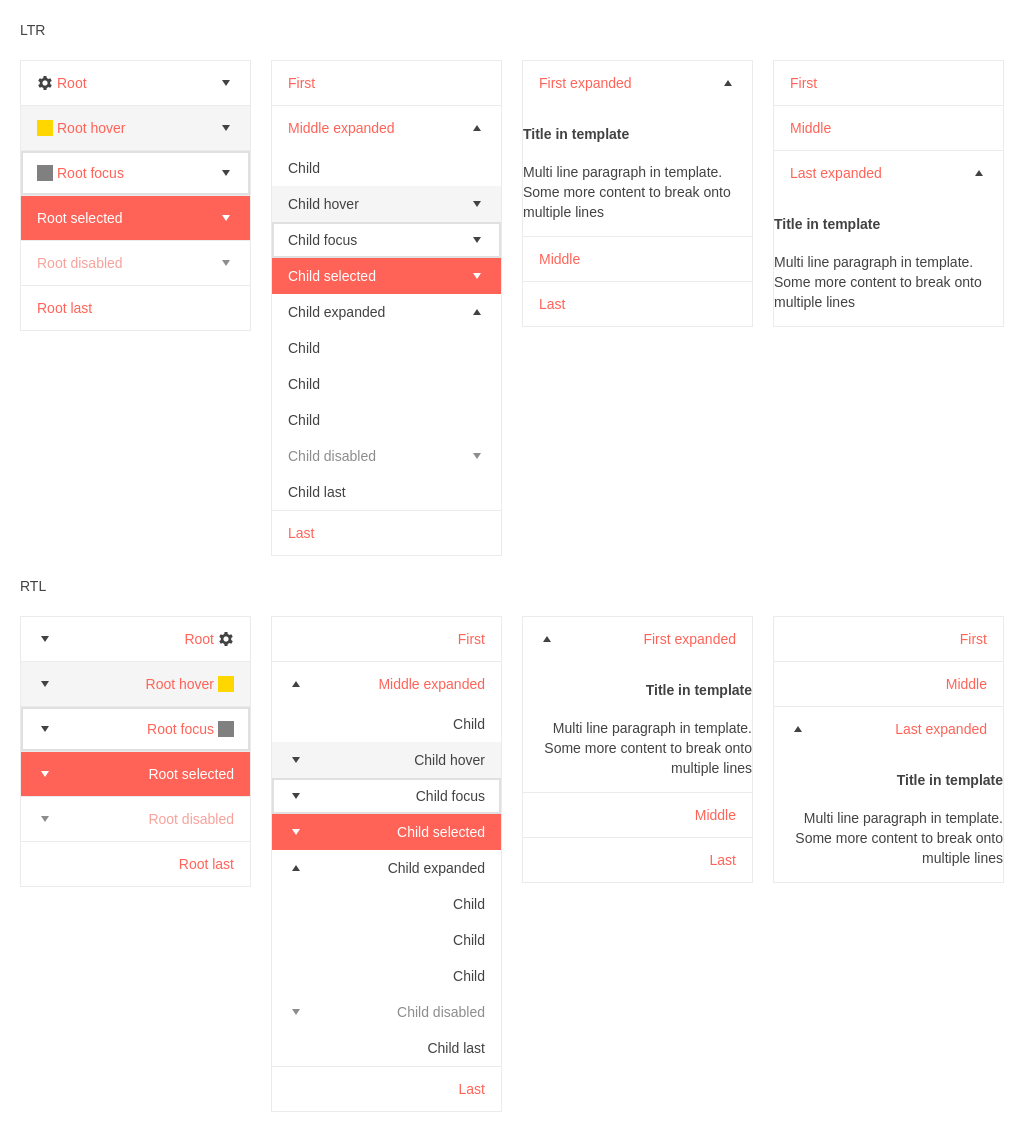 LTR
Root
Root hover
Root focus
Root selected
Root disabled
Root last
First
Middle expanded
Child
Child hover
Child focus
Child selected
Child expanded
Child
Child
Child
Child disabled
Child last
Last
First expanded
Title in template
Multi line paragraph in template.
Some more content to break onto
multiple lines
Middle
Last
First
Middle
Last expanded
Title in template
Multi line paragraph in template.
Some more content to break onto
multiple lines
RTL
Root
Root hover
Root focus
Root selected
Root disabled
Root last
First
Middle expanded
Child
Child hover
Child focus
Child selected
Child expanded
Child
Child
Child
Child disabled
Child last
Last
First expanded
Title in template
Multi line paragraph in template.
Some more content to break onto
multiple lines
Middle
Last
First
Middle
Last expanded
Title in template
Multi line paragraph in template.
Some more content to break onto
multiple lines